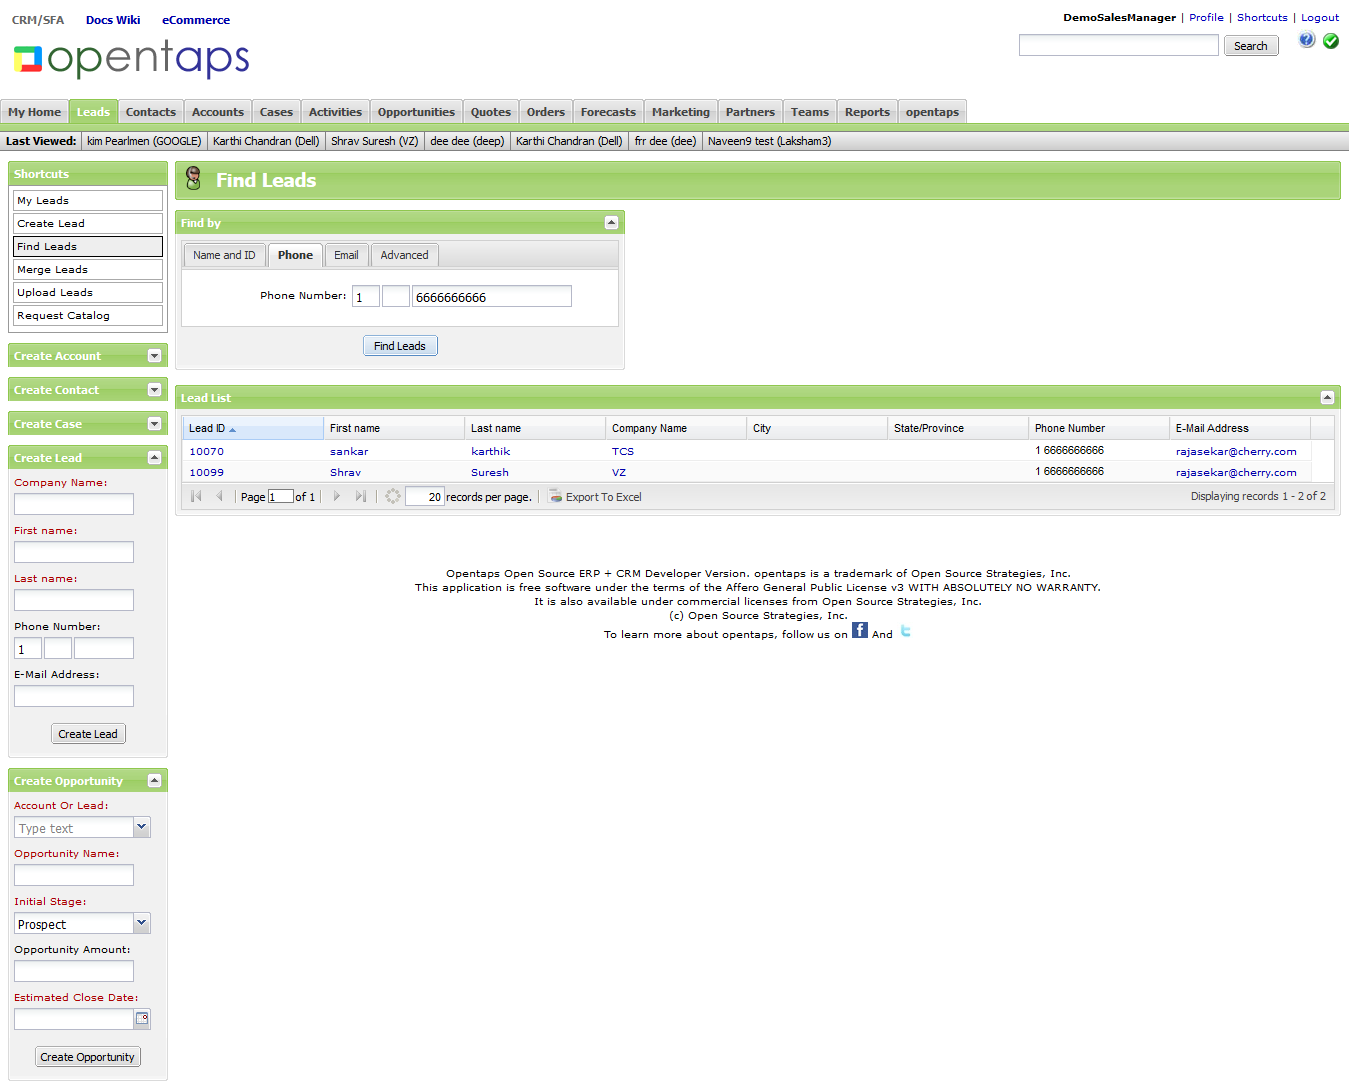 CRM/SFA Docs Wiki eCommerce
DemoSalesManager | Profile | Shortcuts | Logout
opentaps
Search
My Home Leads Contacts Accounts Cases Activities Opportunities Quotes Orders Forecasts Marketing Partners Teams Reports opentaps
Last Viewed: kim Pearlmen (GOOGLE) Karthi Chandran (Dell) Shrav Suresh (VZ) dee dee (deep) Karthi Chandran (Dell) frr dee (dee) Naveen9 test (Laksham3)
Shortcuts
My Leads
Create Lead
Find Leads
Merge Leads
Upload Leads
Request Catalog
Create Account
Create Contact
Create Case
Create Lead
Company Name:
First name:
Last name:
Phone Number:
1
E-Mail Address:
Create Lead
Create Opportunity
Account Or Lead:
Type text
Opportunity Name:
Initial Stage:
Prospect
Opportunity Amount:
Estimated Close Date:
Create Opportunity
Find Leads
Find by
Name and ID Phone Email Advanced
Phone Number: 1 6666666666
Find Leads
Lead List
Lead ID First name Last name Company Name City State/Province Phone Number E-Mail Address
10070 sankar karthik TCS 1 6666666666 rajasekar@cherry.com
10099 Shrav Suresh VZ 1 6666666666 rajasekar@cherry.com
Page 1 of 1 20 records per page. Export To Excel Displaying records 1 - 2 of 2
Opentaps Open Source ERP + CRM Developer Version. opentaps is a trademark of Open Source Strategies, Inc.
This application is free software under the terms of the Affero General Public License v3 WITH ABSOLUTELY NO WARRANTY.
It is also available under commercial licenses from Open Source Strategies, Inc.
(c) Open Source Strategies, Inc.
To learn more about opentaps, follow us on f And t